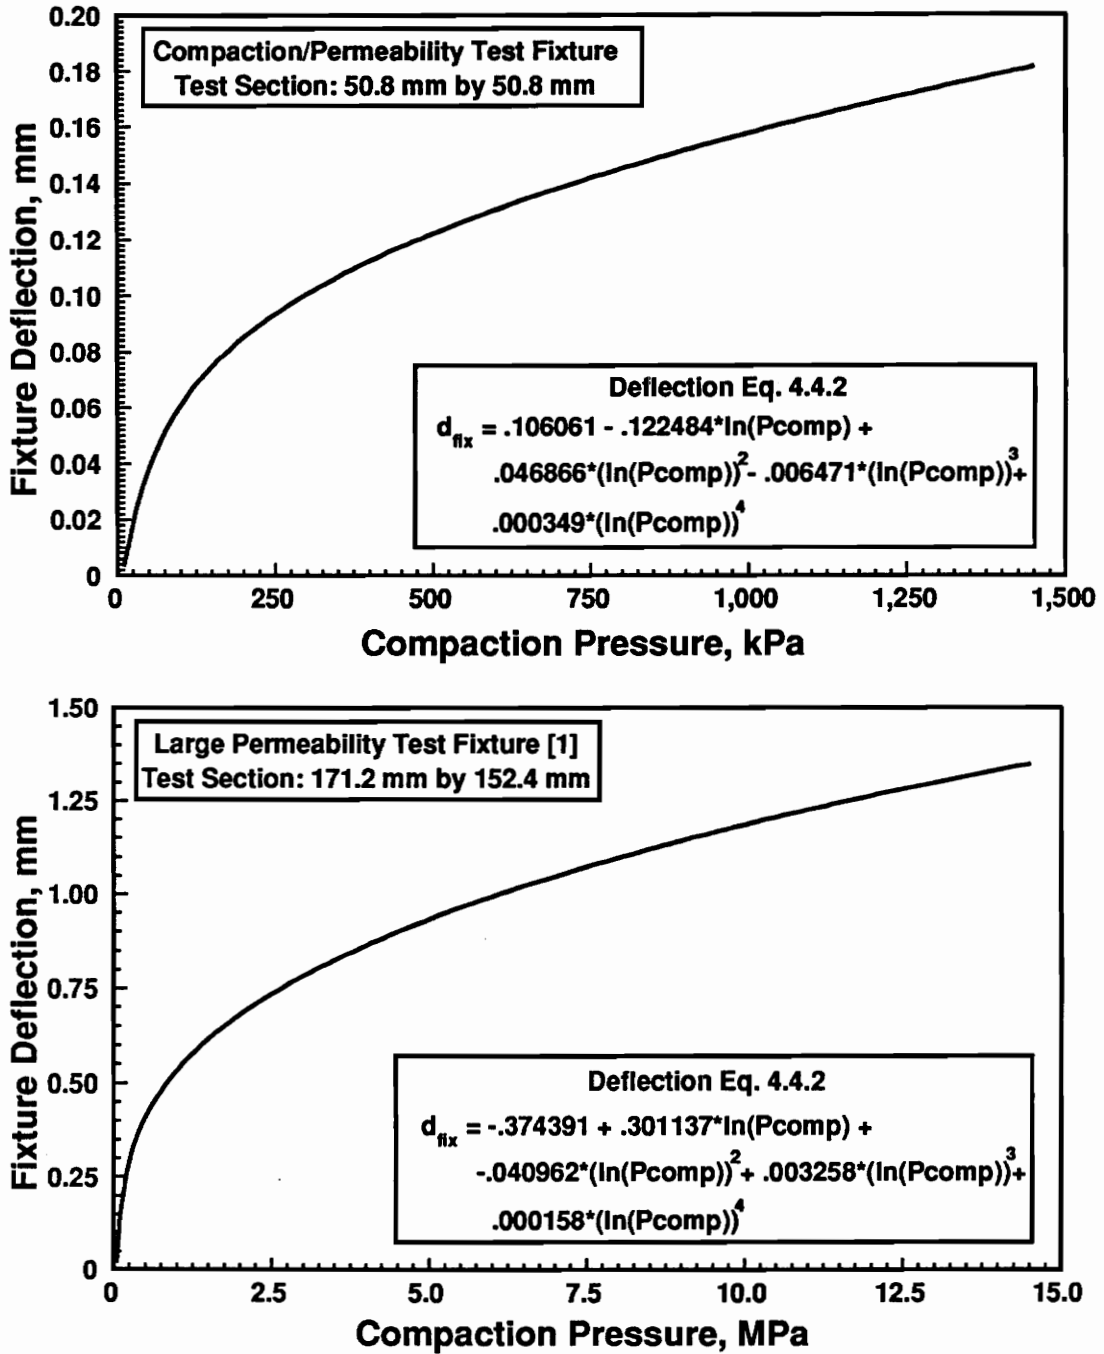 Compaction/Permeability Test Fixture
Test Section: 50.8 mm by 50.8 mm
Fixture Deflection, mm
0.20
0.18
0.16
0.14
0.12
0.10
0.08
0.06
0.04
0.02
0
Deflection Eq. 4.4.2
d_fix = .106061 - .122484*ln(Pcomp) +
.046866*(ln(Pcomp))^2 - .006471*(ln(Pcomp))^3 +
.000349*(ln(Pcomp))^4
0 250 500 750 1,000 1,250 1,500
Compaction Pressure, kPa
Large Permeability Test Fixture [1]
Test Section: 171.2 mm by 152.4 mm
Fixture Deflection, mm
1.50
1.25
1.00
0.75
0.50
0.25
0
Deflection Eq. 4.4.2
d_fix = -.374391 + .301137*ln(Pcomp) +
-.040962*(ln(Pcomp))^2 + .003258*(ln(Pcomp))^3 +
.000158*(ln(Pcomp))^4
0 2.5 5.0 7.5 10.0 12.5 15.0
Compaction Pressure, MPa